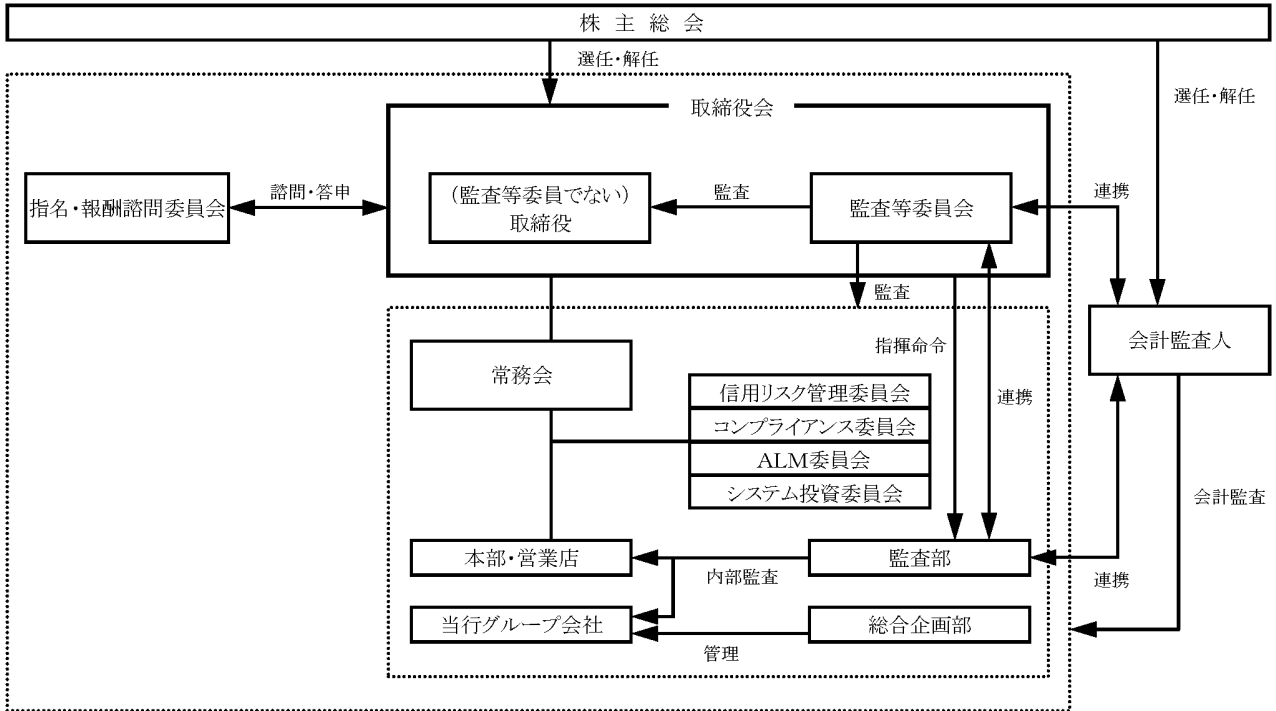 株主総会
選任・解任
取締役会
選任・解任
指名・報酬諮問委員会
諮問・答申
(監査等委員でない)
取締役
監査
監査等委員会
連携
監査
指揮命令
連携
会計監査人
常務会
信用リスク管理委員会
コンプライアンス委員会
ALM委員会
システム投資委員会
会計監査
本部・営業店
内部監査
監査部
連携
当行グループ会社
管理
総合企画部